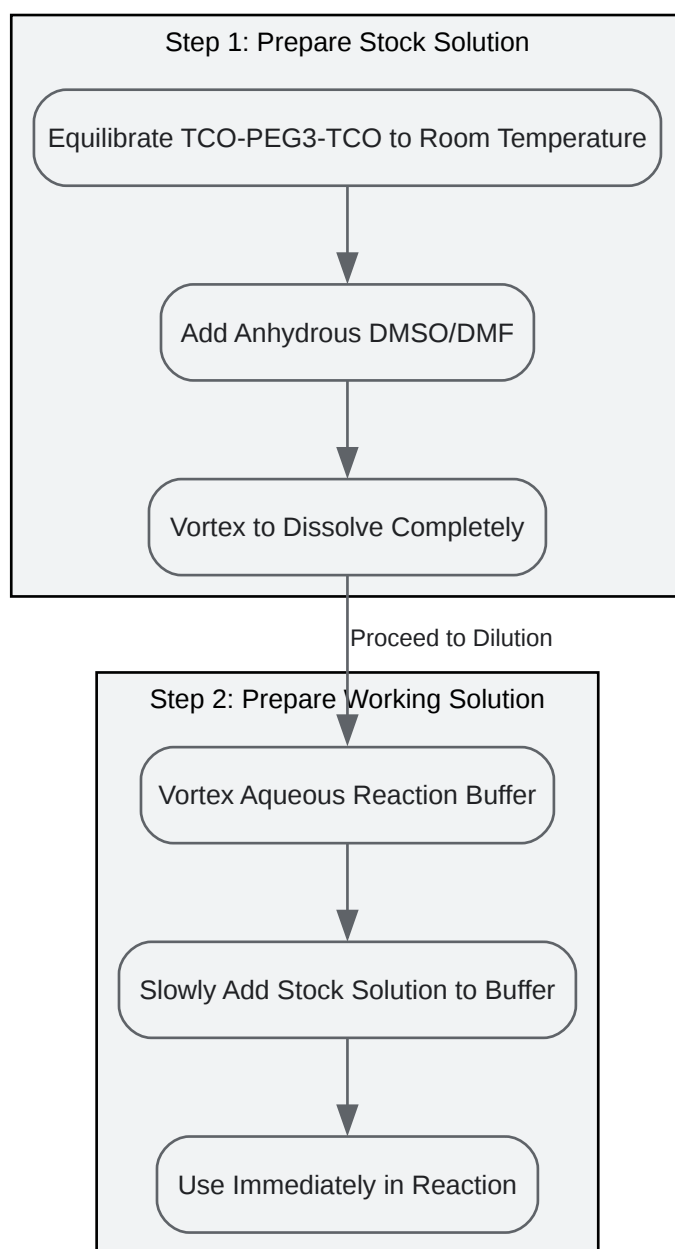 Step 1: Prepare Stock Solution
Equilibrate TCO-PEG3-TCO to Room Temperature
Add Anhydrous DMSO/DMF
Vortex to Dissolve Completely
Proceed to Dilution
Step 2: Prepare Working Solution
Vortex Aqueous Reaction Buffer
Slowly Add Stock Solution to Buffer
Use Immediately in Reaction